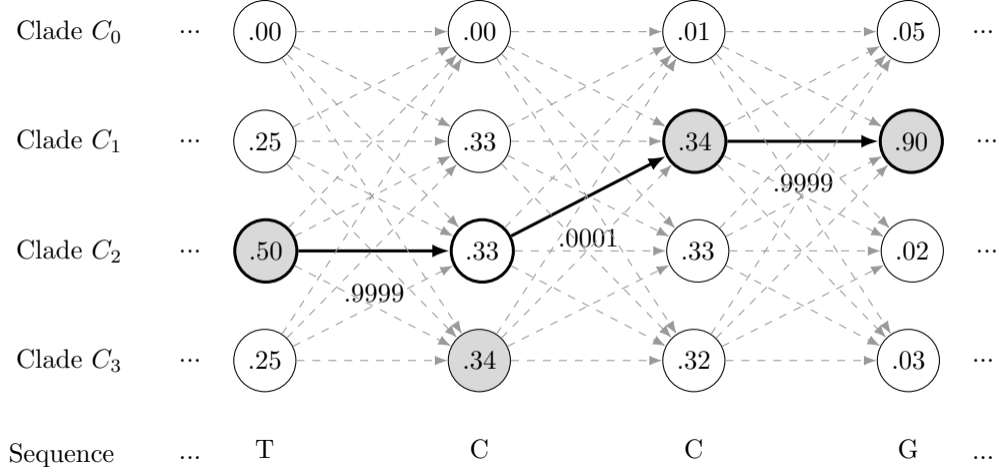 Clade C0 ... .00 .00 .01 .05 ...
Clade C1 ... .25 .33 .34 .90 ...
.9999
Clade C2 ... .50 .33 .33 .02 ...
.0001
.9999
Clade C3 ... .25 .34 .32 .03 ...
Sequence ... T C C G ...